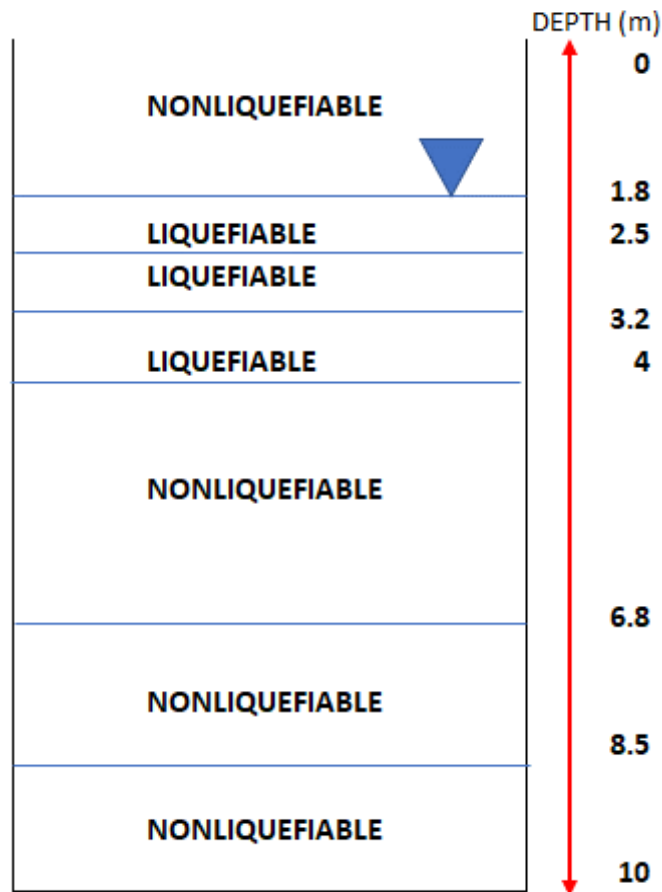 DEPTH (m)
0
NONLIQUEFIABLE
1.8
LIQUEFIABLE
2.5
LIQUEFIABLE
3.2
LIQUEFIABLE
4
NONLIQUEFIABLE
6.8
NONLIQUEFIABLE
8.5
NONLIQUEFIABLE
10